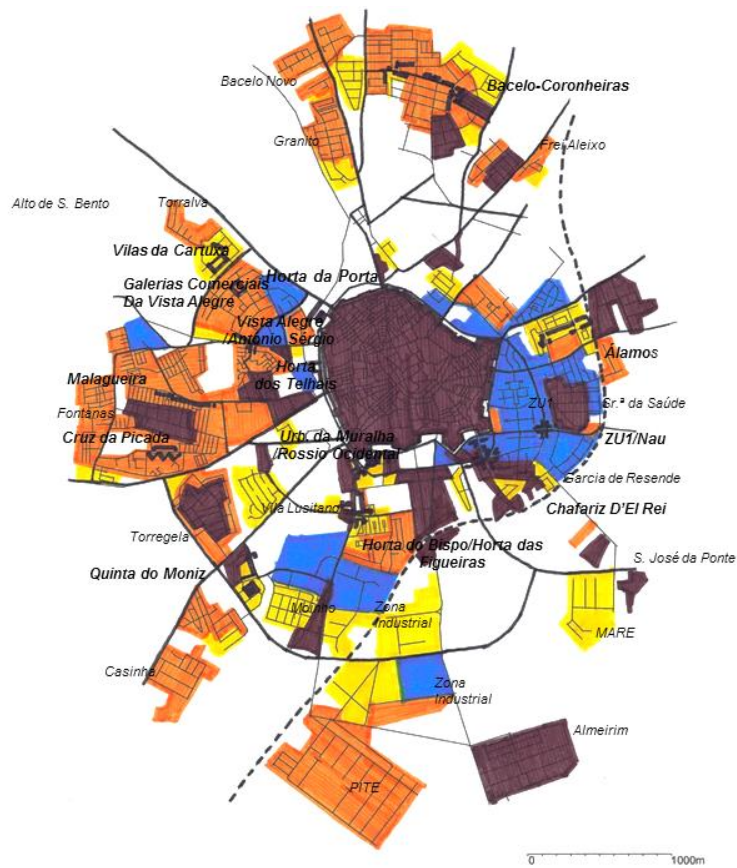 Bacelo Novo
Bacelo-Coronheiras
Granito
Frei Aleixo
Alto de S. Bento
Torralva
Vilas da Cartuxa
Horta da Porta
Galerias Comerciais
Da Vista Alegre
Vista Alegre
/António Sérgio
Álamos
Malagueira
Horta
dos Telhais
Fontanas
ZU1
Sr.ª da Saúde
Cruz da Picada
Urb. da Muralha
/Rossio Ocidental
ZU1/Nau
Garcia de Resende
Vila Lusitano
Chafariz D'El Rei
Torregela
Horta do Bispo/Horta das
Figueiras
S. José da Ponte
Quinta do Moniz
Moinho
Zona
Industrial
MARE
Casinha
Zona
Industrial
Almeirim
PITE
0
1000m